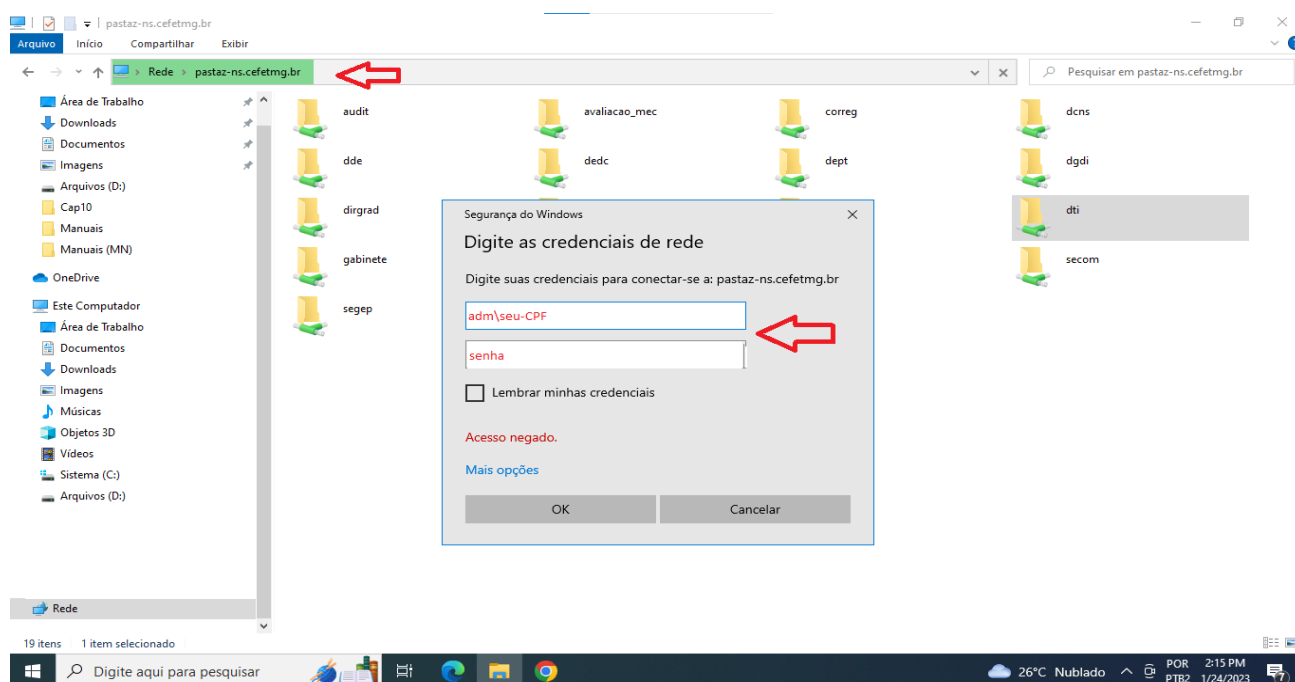 pastaz-ns.cefetmg.br
Arquivo Início Compartilhar Exibir
Rede pastaz-ns.cefetmg.br
Pesquisar em pastaz-ns.cefetmg.br
Área de Trabalho
Downloads
Documentos
Imagens
Arquivos (D:)
Cap10
Manuais
Manuais (MN)
OneDrive
Este Computador
Área de Trabalho
Documentos
Downloads
Imagens
Músicas
Objetos 3D
Vídeos
Sistema (C:)
Arquivos (D:)
Rede
audit avaliacao_mec correg dcns
dde dedc dept dgdi
dirgrad dti
gabinete secom
segep
Segurança do Windows
Digite as credenciais de rede
Digite suas credenciais para conectar-se a: pastaz-ns.cefetmg.br
adm\seu-CPF
senha
Lembrar minhas credenciais
Acesso negado.
Mais opções
OK Cancelar
19 itens 1 item selecionado
Digite aqui para pesquisar
26°C Nublado
POR
PTB2
2:15 PM
1/24/2023
7